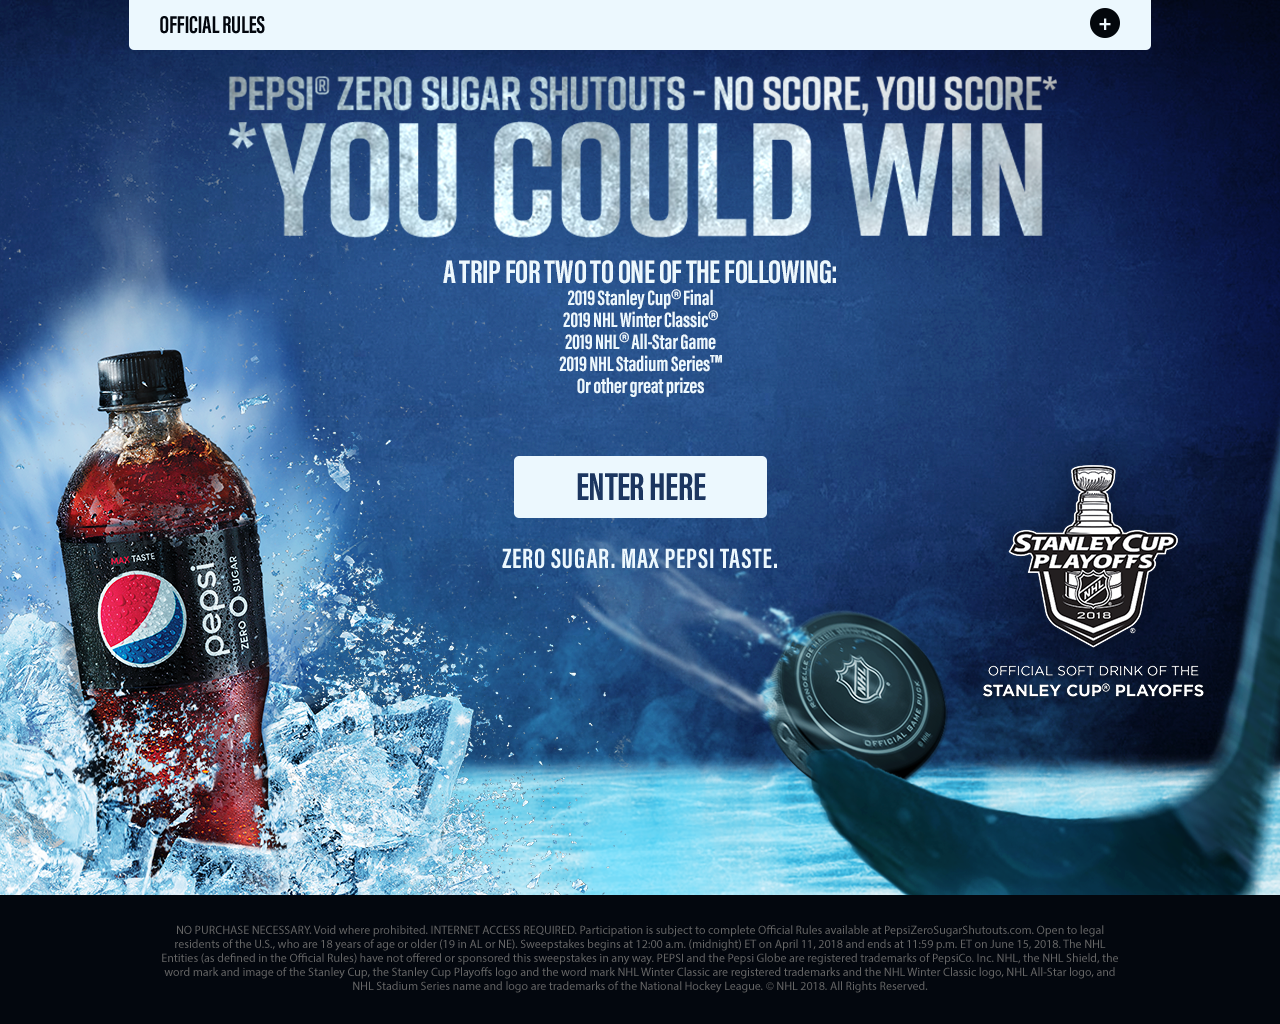 OFFICIAL RULES
+
PEPSI® ZERO SUGAR SHUTOUTS - NO SCORE, YOU SCORE*
*YOU COULD WIN
A TRIP FOR TWO TO ONE OF THE FOLLOWING:
2019 Stanley Cup® Final
2019 NHL Winter Classic®
2019 NHL® All-Star Game
2019 NHL Stadium Series™
Or other great prizes
ENTER HERE
ZERO SUGAR. MAX PEPSI TASTE.
MAX TASTE
pepsi
ZERO SUGAR
STANLEY CUP
PLAYOFFS
NHL
2018
®
OFFICIAL SOFT DRINK OF THE
STANLEY CUP® PLAYOFFS
NHL
OFFICIAL GAME PUCK
© NHL
NO PURCHASE NECESSARY. Void where prohibited. INTERNET ACCESS REQUIRED. Participation is subject to complete Official Rules available at PepsiZeroSugarShutouts.com. Open to legal
residents of the U.S., who are 18 years of age or older (19 in AL or NE). Sweepstakes begins at 12:00 a.m. (midnight) ET on April 11, 2018 and ends at 11:59 p.m. ET on June 15, 2018. The NHL
Entities (as defined in the Official Rules) have not offered or sponsored this sweepstakes in any way. PEPSI and the Pepsi Globe are registered trademarks of PepsiCo. Inc. NHL, the NHL Shield, the
word mark and image of the Stanley Cup, the Stanley Cup Playoffs logo and the word mark NHL Winter Classic are registered trademarks and the NHL Winter Classic logo, NHL All-Star logo, and
NHL Stadium Series name and logo are trademarks of the National Hockey League. © NHL 2018. All Rights Reserved.